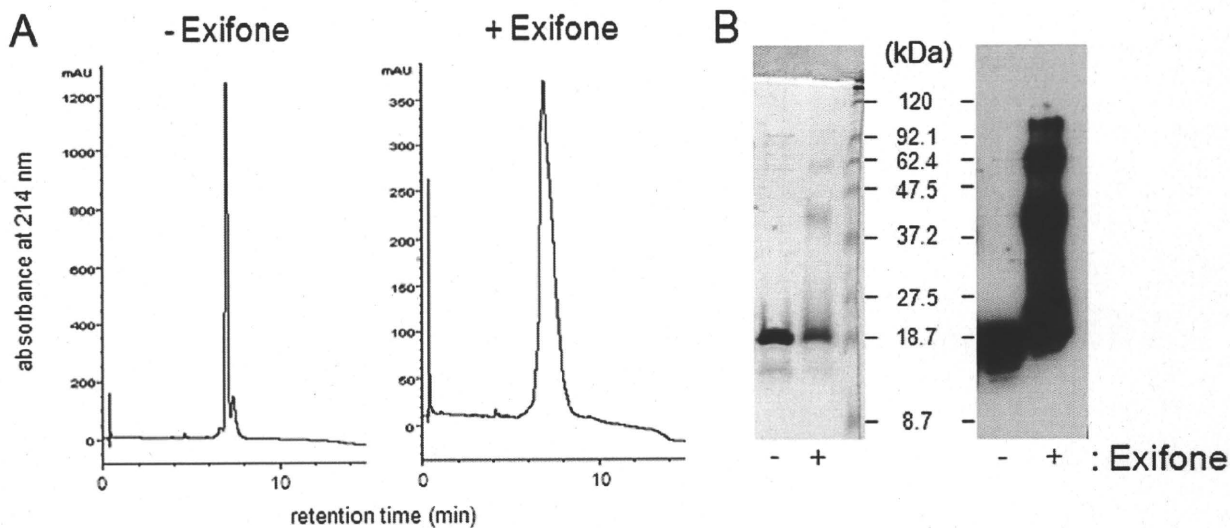 A
- Exifone
+ Exifone
B
mAU
1200
1000
800
600
400
200
0
0
10
mAU
350
300
250
200
150
100
50
0
0
10
absorbance at 214 nm
retention time (min)
(kDa)
120
92.1
62.4
47.5
37.2
27.5
18.7
8.7
- +
- + : Exifone